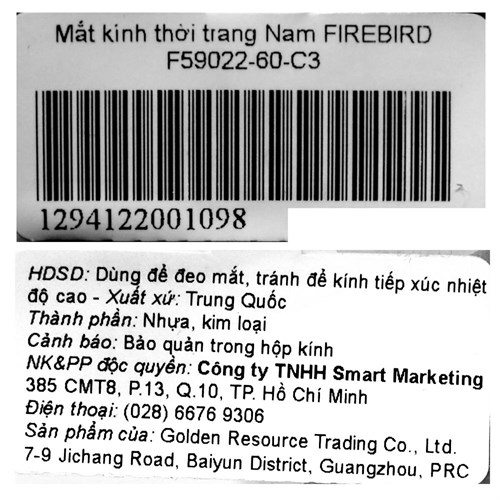 Mắt kinh thời trang Nam FIREBIRD
F59022-60-C3
1294122001098
HDSD: Dùng để đeo mắt, tránh để kính tiếp xúc nhiệt
độ cao - Xuất xứ: Trung Quốc
Thành phần: Nhựa, kim loại
Cảnh báo: Bảo quản trong hộp kính
NK&PP độc quyền: Công ty TNHH Smart Marketing
385 CMT8, P.13, Q.10, TP. Hồ Chí Minh
Điện thoại: (028) 6676 9306
Sản phẩm của: Golden Resource Trading Co., Ltd.
7-9 Jichang Road, Baiyun District, Guangzhou, PRC